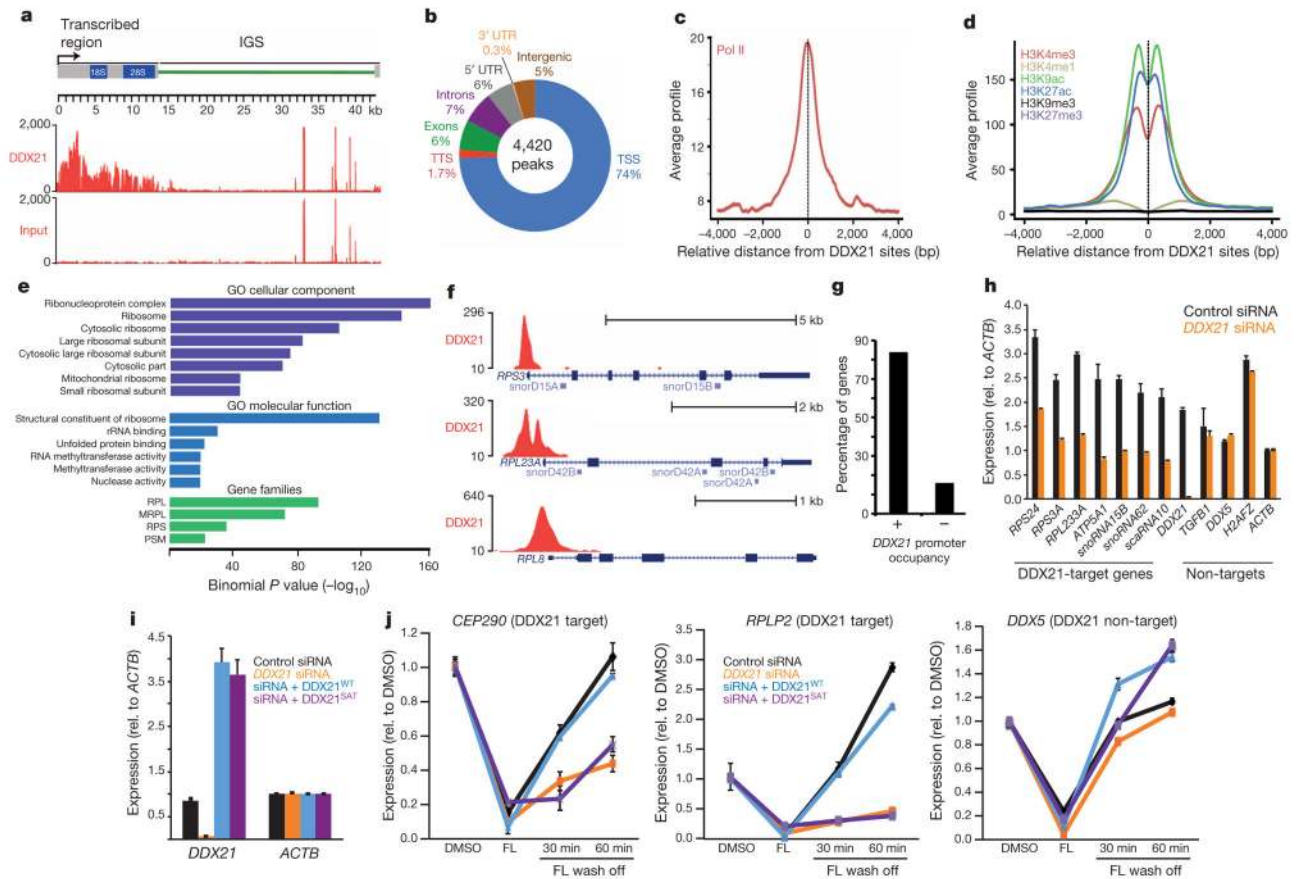 a
Transcribed
region
IGS
18S
28S
0 5 10 15 20 25 30 35 40 kb
2,000
DDX21
0
2,000
Input
0
b
3′ UTR
0.3%
Intergenic
5%
5′ UTR
6%
Introns
7%
Exons
6%
TTS
1.7%
4,420
peaks
TSS
74%
c
Pol II
Average profile
20
16
12
8
–4,000 –2,000 0 2,000 4,000
Relative distance from DDX21 sites (bp)
d
H3K4me3
H3K4me1
H3K9ac
H3K27ac
H3K9me3
H3K27me3
Average profile
150
100
50
0
–4,000 –2,000 0 2,000 4,000
Relative distance from DDX21 sites (bp)
e
GO cellular component
Ribonucleoprotein complex
Ribosome
Cytosolic ribosome
Large ribosomal subunit
Cytosolic large ribosomal subunit
Cytosolic part
Mitochondrial ribosome
Small ribosomal subunit
GO molecular function
Structural constituent of ribosome
rRNA binding
Unfolded protein binding
RNA methyltransferase activity
Methyltransferase activity
Nuclease activity
Gene families
RPL
MRPL
RPS
PSM
0 40 80 120 160
Binomial P value (–log10)
f
296
DDX21
10
5 kb
RPS3
snorD15A
snorD15B
320
DDX21
10
2 kb
RPL23A
snorD42B
snorD42A
snorD42B
snorD42A
640
DDX21
10
1 kb
RPL8
g
Percentage of genes
90
60
30
0
+ –
DDX21 promoter
occupancy
h
Control siRNA
DDX21 siRNA
Expression (rel. to ACTB)
4.0
3.5
3.0
2.5
2.0
1.5
1.0
0.5
0
RPS24
RPS3A
RPL233A
ATP5A1
snoRNA15B
snoRNA62
scaRNA10
DDX21
TGFB1
DDX5
H2AFZ
ACTB
DDX21-target genes
Non-targets
i
Expression (rel. to ACTB)
4.5
3.5
2.5
1.5
0.5
Control siRNA
DDX21 siRNA
siRNA + DDX21WT
siRNA + DDX21SAT
DDX21 ACTB
j
CEP290 (DDX21 target)
Expression (rel. to DMSO)
1.2
1.0
0.8
0.6
0.4
0.2
0.0
DMSO FL 30 min 60 min
FL wash off
RPLP2 (DDX21 target)
Expression (rel. to DMSO)
3.5
3.0
2.5
2.0
1.5
1.0
0.5
0.0
DMSO FL 30 min 60 min
FL wash off
DDX5 (DDX21 non-target)
Control siRNA
DDX21 siRNA
siRNA + DDX21WT
siRNA + DDX21SAT
Expression (rel. to DMSO)
1.8
1.6
1.4
1.2
1.0
0.8
0.6
0.4
0.2
0.0
DMSO FL 30 min 60 min
FL wash off